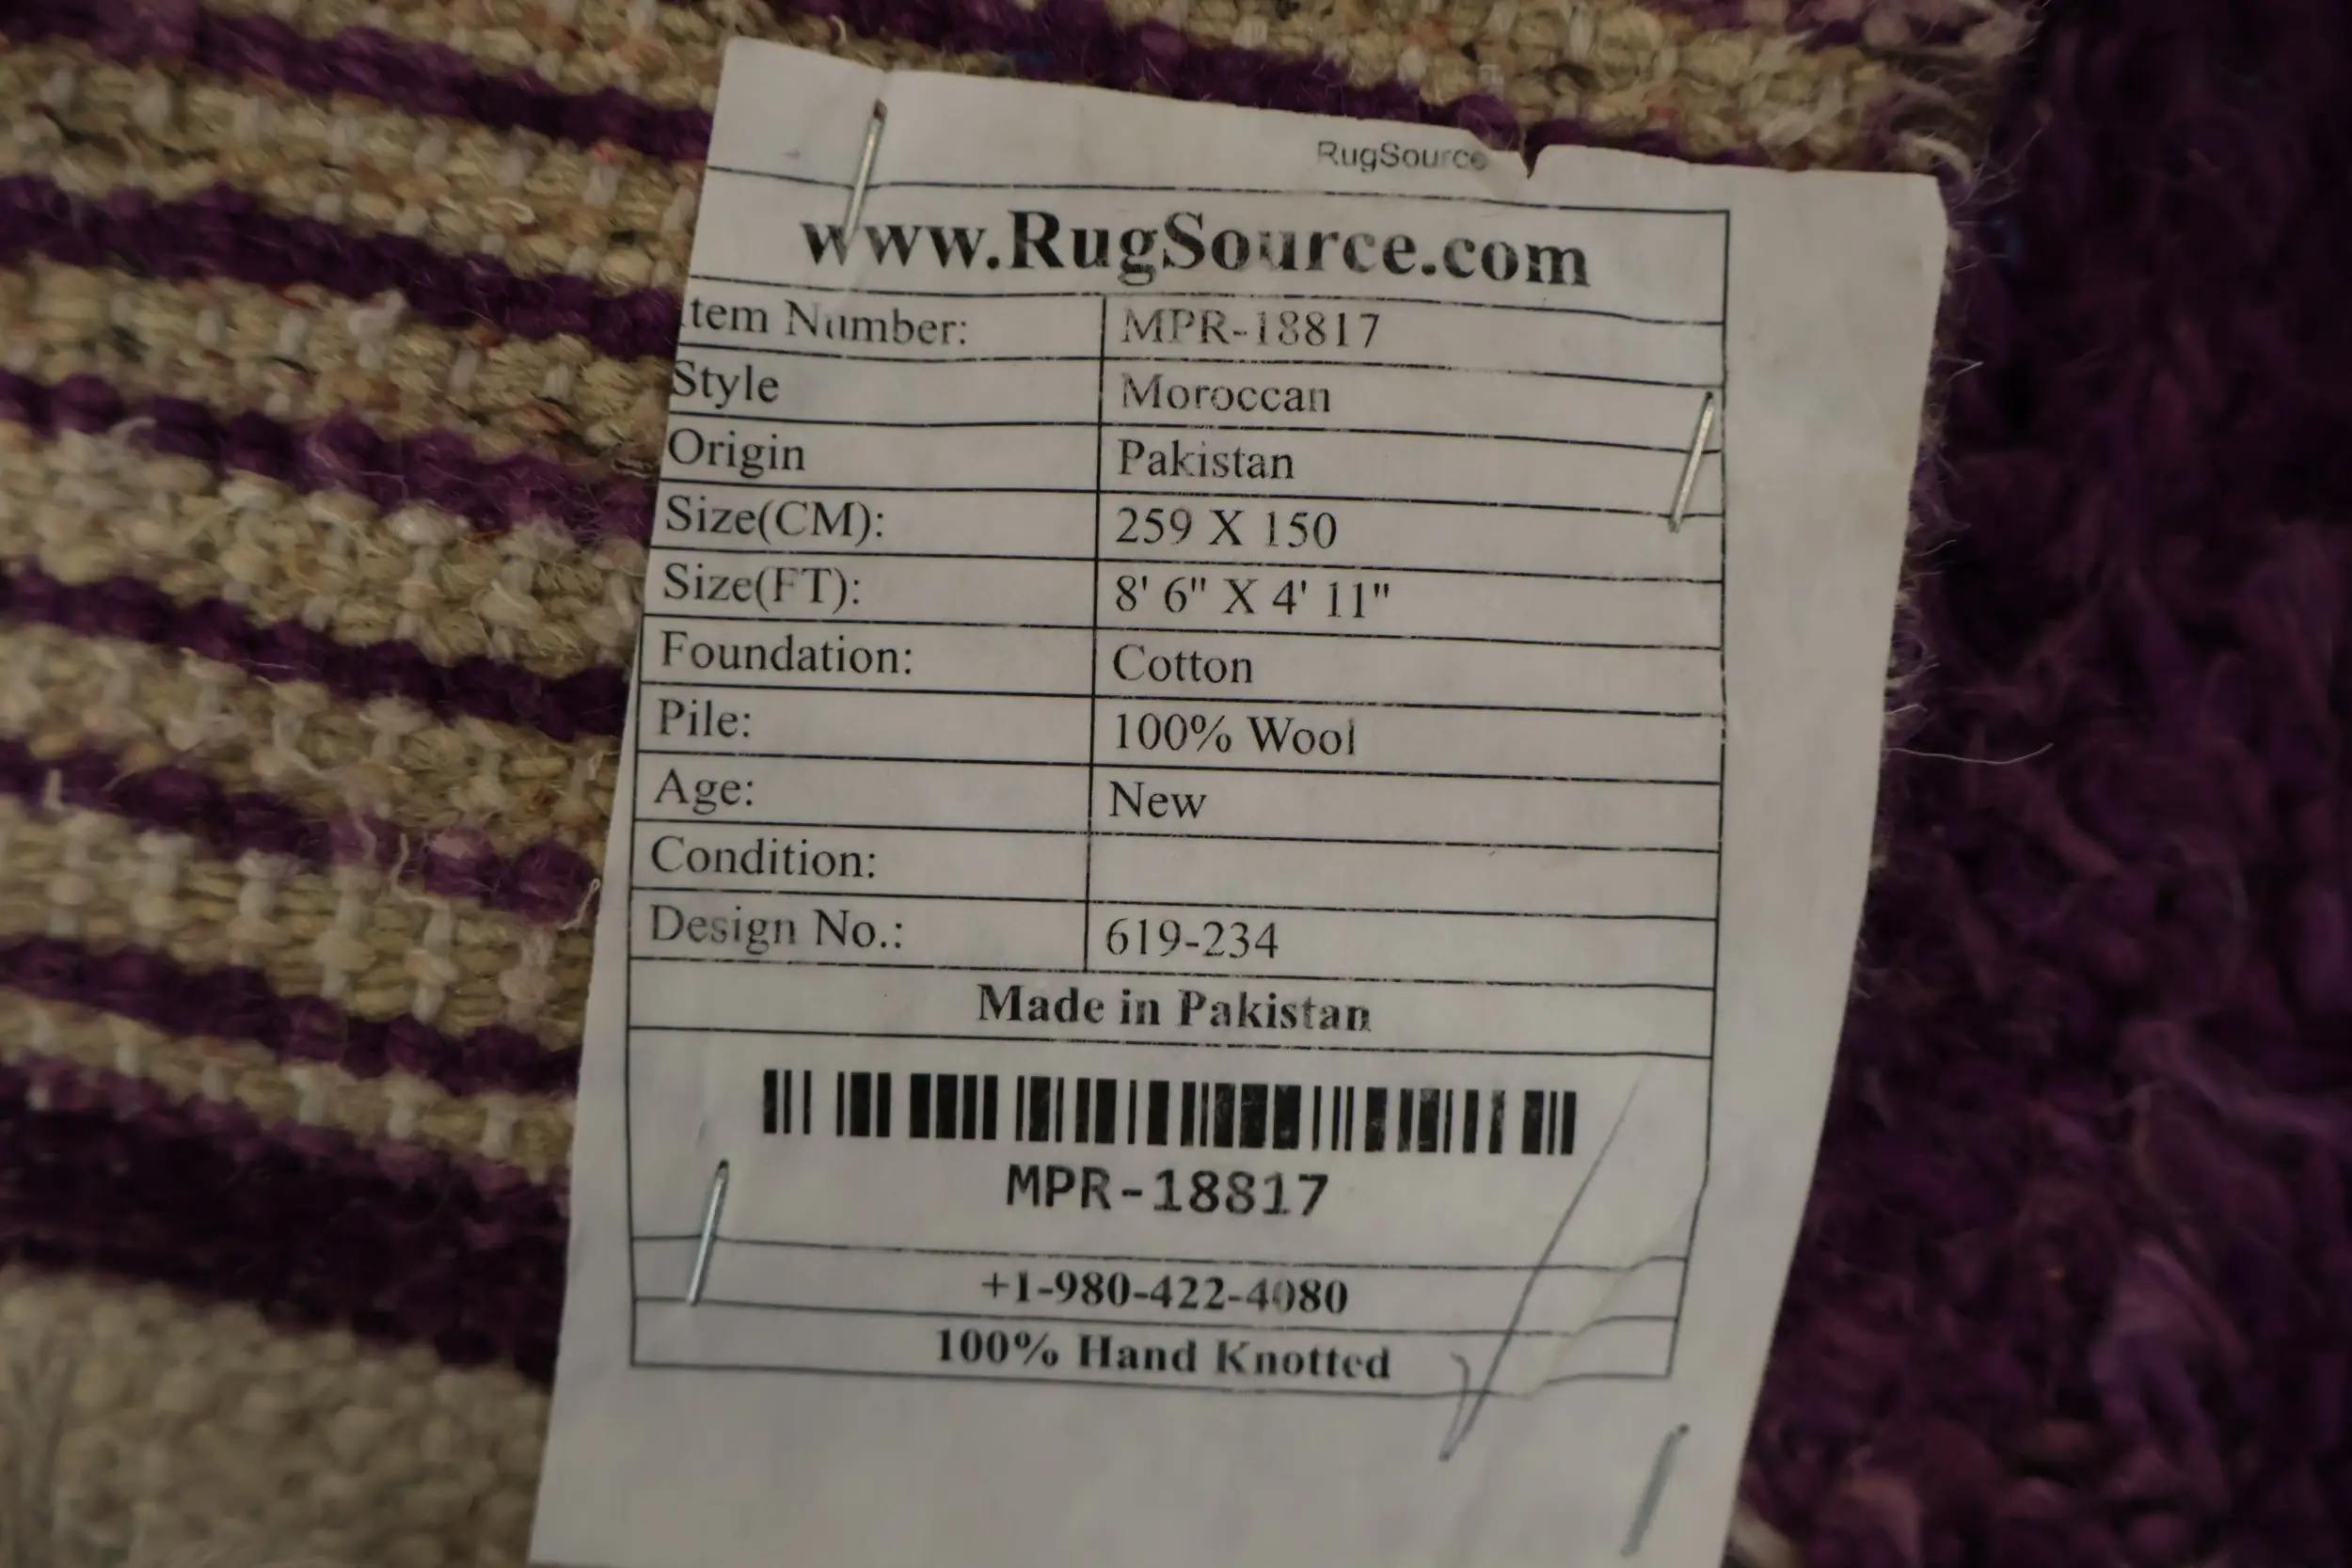 RugSource
www.RugSource.com
Item Number: MPR-18817
Style Moroccan
Origin Pakistan
Size(CM): 259 X 150
Size(FT): 8' 6" X 4' 11"
Foundation: Cotton
Pile: 100% Wool
Age: New
Condition:
Design No.: 619-234
Made in Pakistan
MPR-18817
+1-980-422-4080
100% Hand Knotted